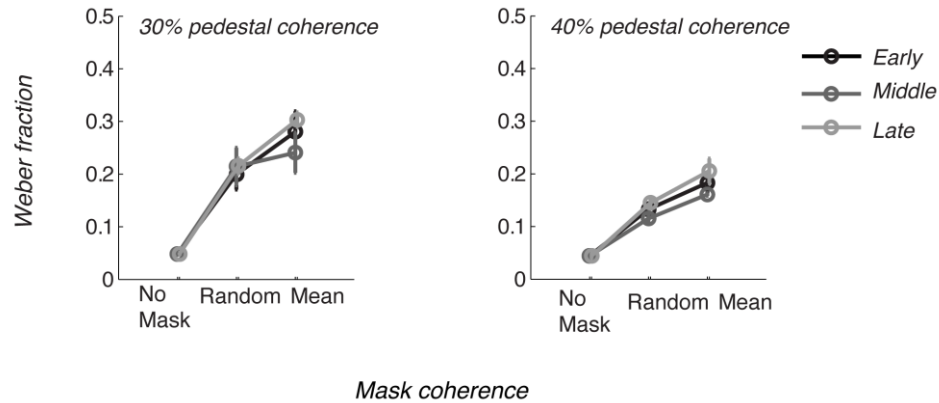 30% pedestal coherence
40% pedestal coherence
0.5
0.4
0.3
0.2
0.1
0
Weber fraction
No
Mask
Random
Mean
0.5
0.4
0.3
0.2
0.1
0
No
Mask
Random
Mean
Early
Middle
Late
Mask coherence